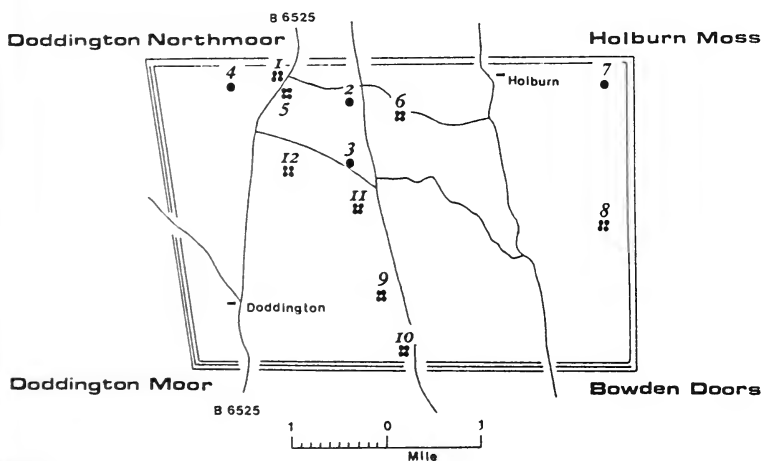 B 6525
Doddington Northmoor
Holburn Moss
4
1
5
2
6
Holburn
7
12
3
11
8
9
Doddington
10
Doddington Moor
Bowden Doors
B 6525
1 0 1
Mile